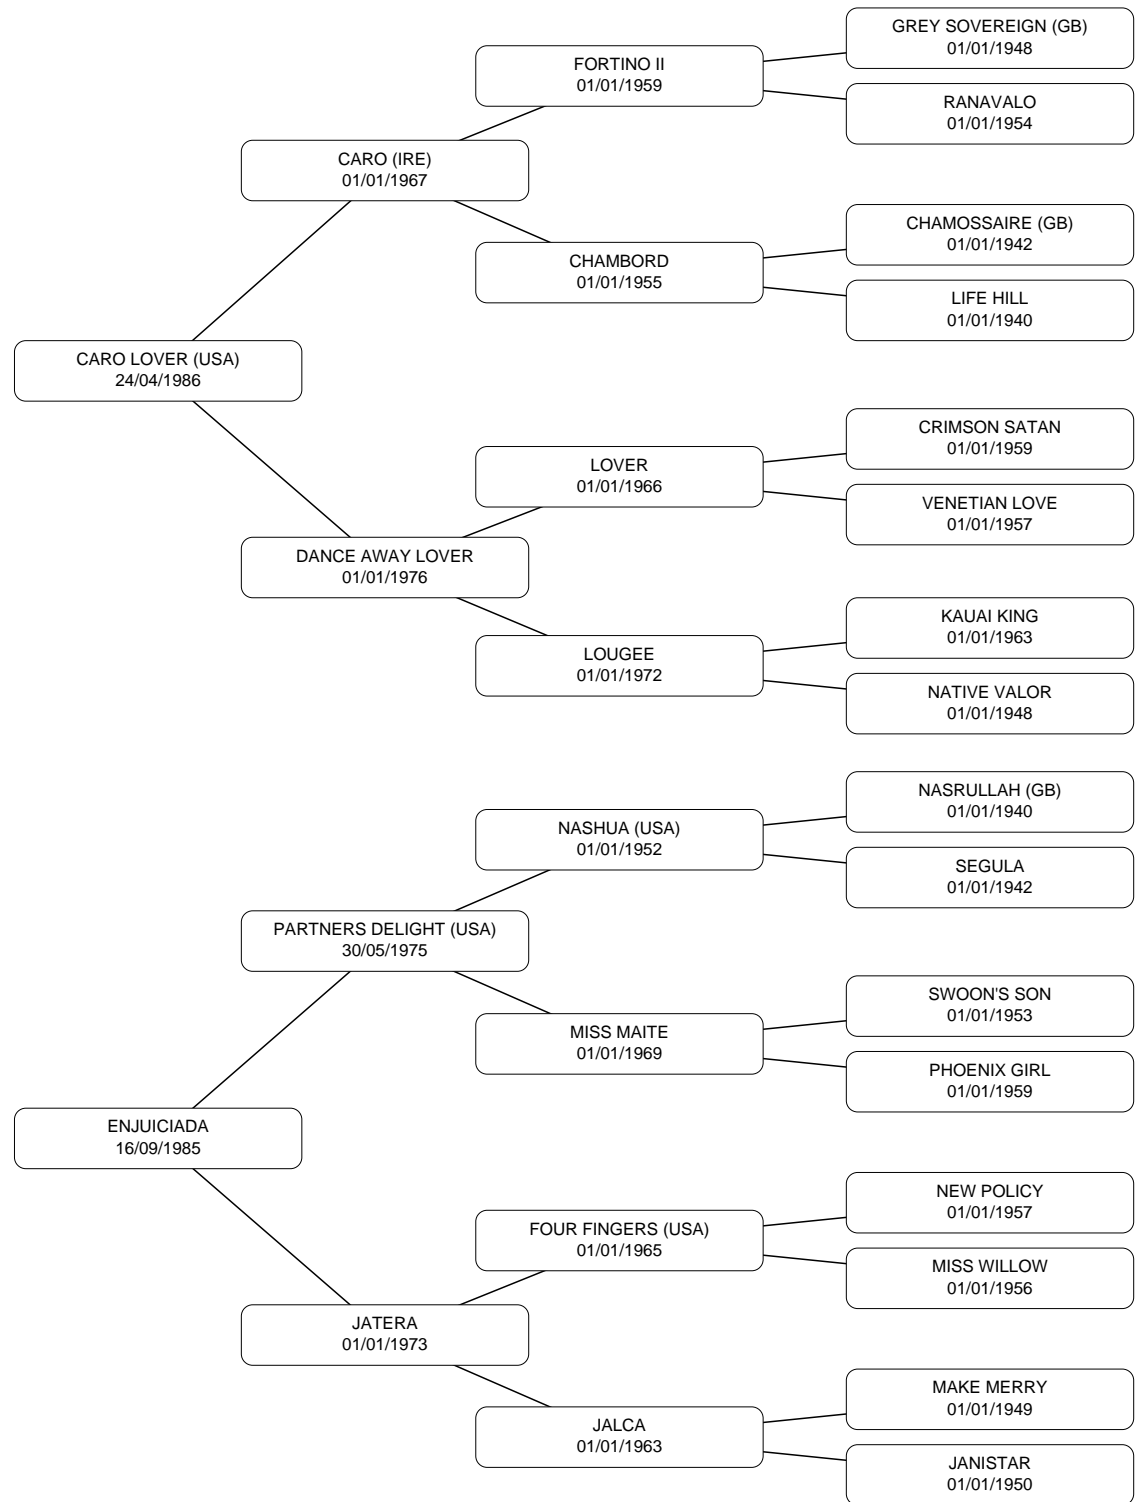 GREY SOVEREIGN (GB)
01/01/1948
FORTINO II
01/01/1959
RANAVALO
01/01/1954
CARO (IRE)
01/01/1967
CHAMOSSAIRE (GB)
01/01/1942
CHAMBORD
01/01/1955
LIFE HILL
01/01/1940
CARO LOVER (USA)
24/04/1986
CRIMSON SATAN
01/01/1959
LOVER
01/01/1966
VENETIAN LOVE
01/01/1957
DANCE AWAY LOVER
01/01/1976
KAUAI KING
01/01/1963
LOUGEE
01/01/1972
NATIVE VALOR
01/01/1948
NASRULLAH (GB)
01/01/1940
NASHUA (USA)
01/01/1952
SEGULA
01/01/1942
PARTNERS DELIGHT (USA)
30/05/1975
SWOON'S SON
01/01/1953
MISS MAITE
01/01/1969
PHOENIX GIRL
01/01/1959
ENJUICIADA
16/09/1985
NEW POLICY
01/01/1957
FOUR FINGERS (USA)
01/01/1965
MISS WILLOW
01/01/1956
JATERA
01/01/1973
MAKE MERRY
01/01/1949
JALCA
01/01/1963
JANISTAR
01/01/1950